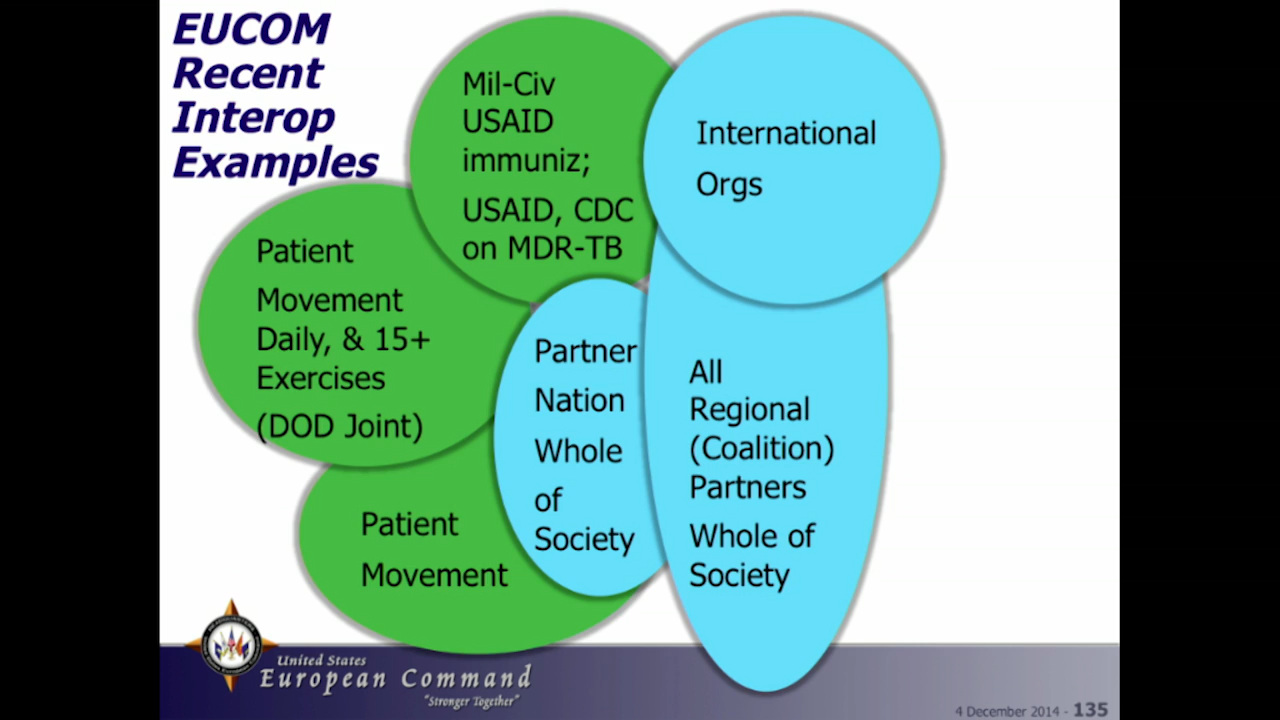 EUCOM
Recent
Interop
Examples
Mil-Civ
USAID
immuniz;
USAID, CDC
on MDR-TB
International
Orgs
Patient
Movement
Daily, & 15+
Exercises
(DOD Joint)
Partner
Nation
Whole
of
Society
All
Regional
(Coalition)
Partners
Whole of
Society
Patient
Movement
United States
European Command
"Stronger Together"
4 December 2014 - 135